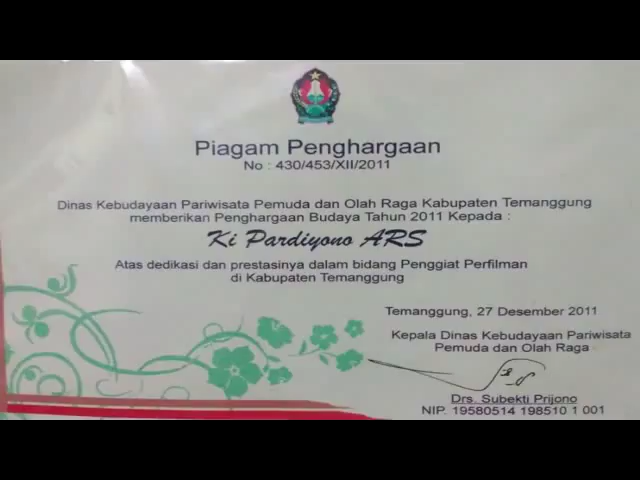 Piagam Penghargaan
No : 430/453/XII/2011
Dinas Kebudayaan Pariwisata Pemuda dan Olah Raga Kabupaten Temanggung
memberikan Penghargaan Budaya Tahun 2011 Kepada :
Ki Pardiyono ARS
Atas dedikasi dan prestasinya dalam bidang Penggiat Perfilman
di Kabupaten Temanggung
Temanggung, 27 Desember 2011
Kepala Dinas Kebudayaan Pariwisata
Pemuda dan Olah Raga
Drs. Subekti Prijono
NIP. 19580514 198510 1 001